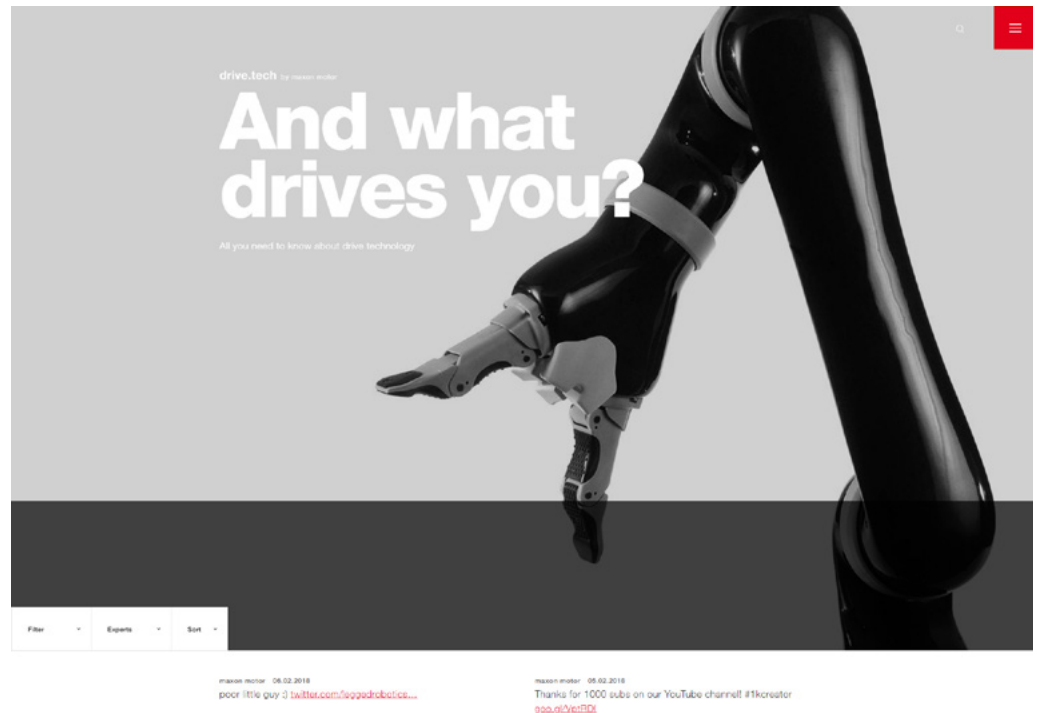 drive.tech by maxon motor
And what
drives you?
All you need to know about drive technology
Filter Experts Sort
maxon motor 06.02.2018
poor little guy :) twitter.com/leggedrobotics…
maxon motor 05.02.2018
Thanks for 1000 subs on our YouTube channel! #1kcreator